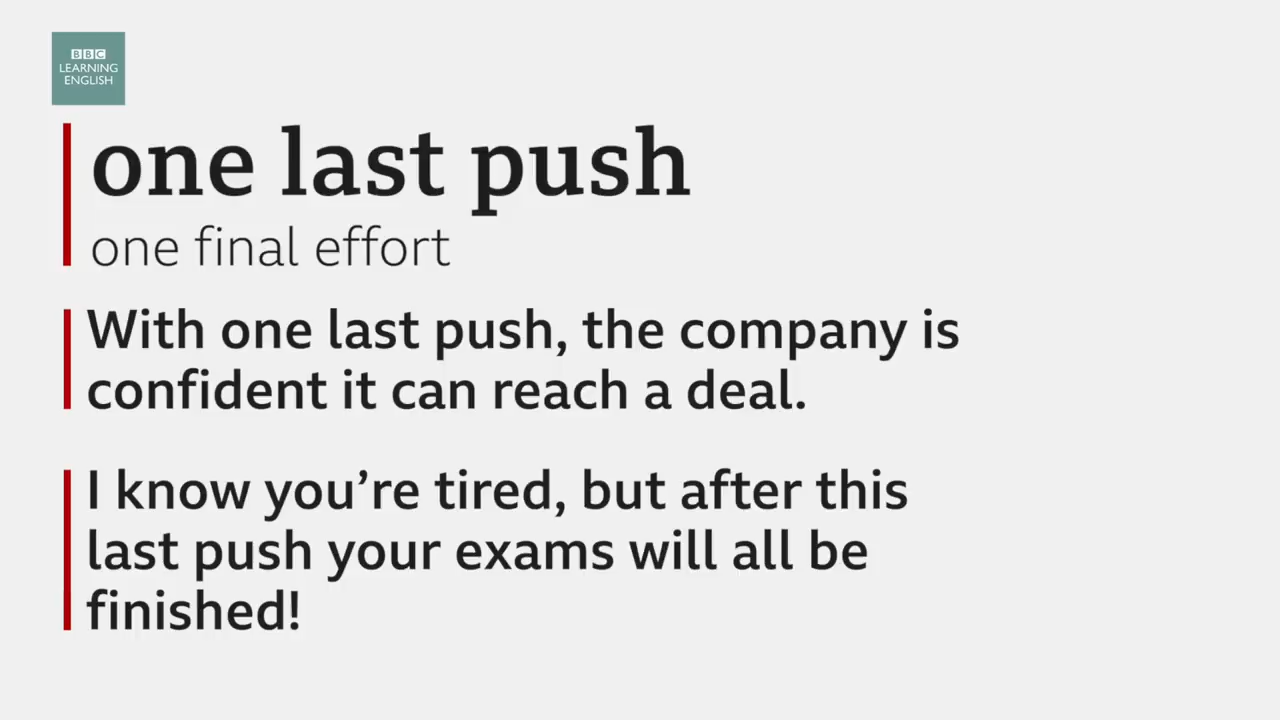 BBC
LEARNING
ENGLISH
one last push
one final effort
With one last push, the company is
confident it can reach a deal.
I know you’re tired, but after this
last push your exams will all be
finished!